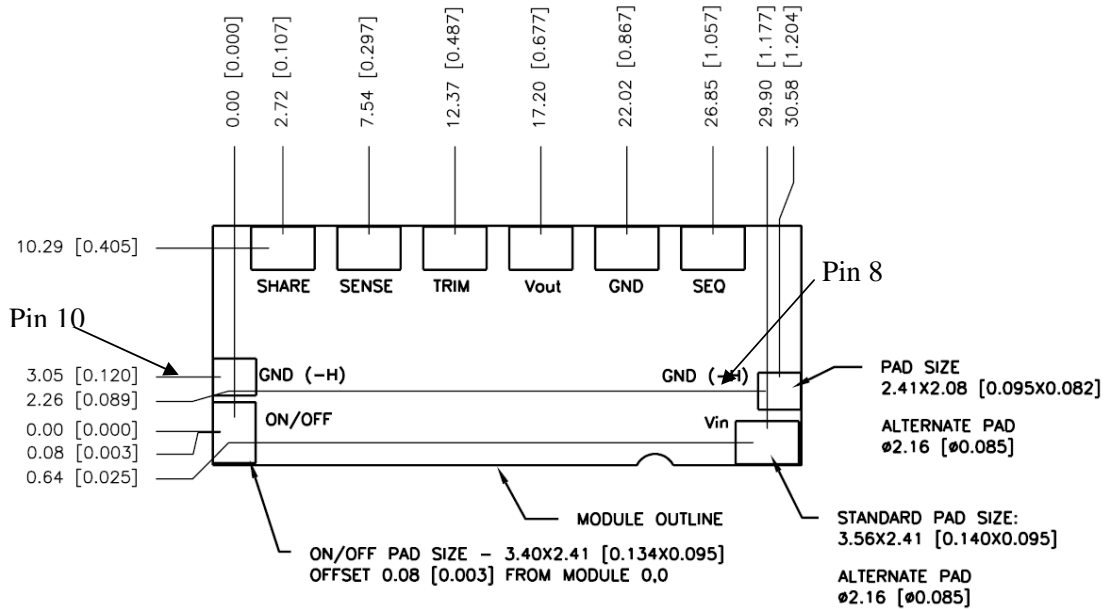 0.00 [0.000]
2.72 [0.107]
7.54 [0.297]
12.37 [0.487]
17.20 [0.677]
22.02 [0.867]
26.85 [1.057]
29.90 [1.177]
30.58 [1.204]
10.29 [0.405]
SHARE SENSE TRIM Vout GND SEQ
Pin 8
Pin 10
3.05 [0.120]
GND (-H)
GND (-H)
2.26 [0.089]
0.00 [0.000]
ON/OFF
Vin
0.08 [0.003]
0.64 [0.025]
PAD SIZE
2.41X2.08 [0.095X0.082]
ALTERNATE PAD
ø2.16 [ø0.085]
MODULE OUTLINE
ON/OFF PAD SIZE - 3.40X2.41 [0.134X0.095]
OFFSET 0.08 [0.003] FROM MODULE 0,0
STANDARD PAD SIZE:
3.56X2.41 [0.140X0.095]
ALTERNATE PAD
ø2.16 [ø0.085]